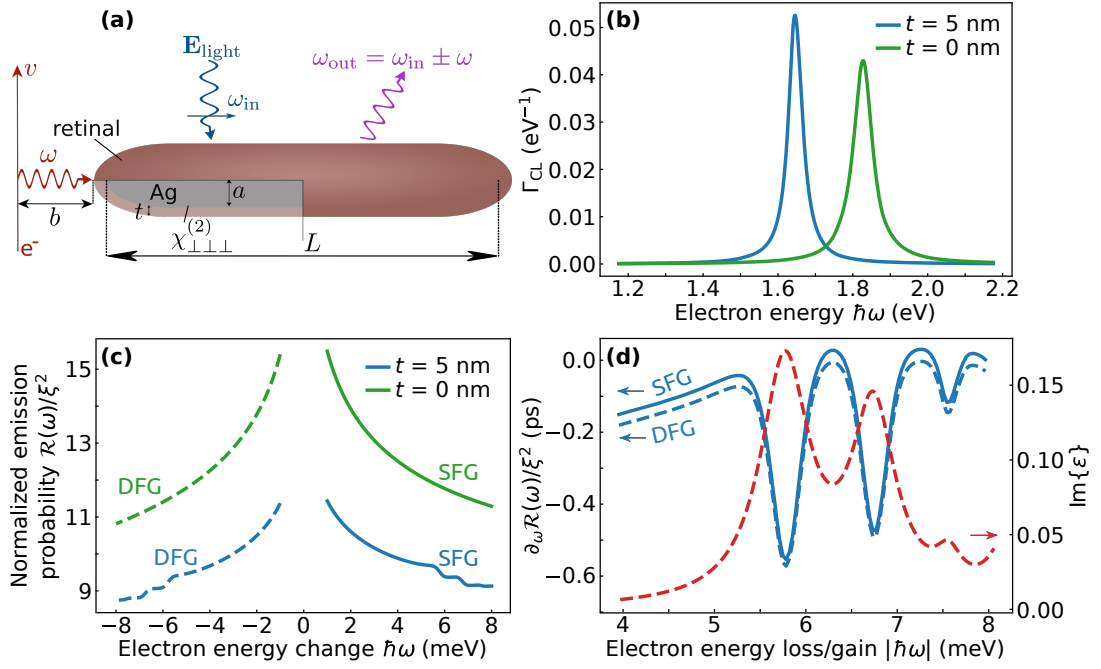 (a)
v
E_light
ω_out = ω_in ± ω
ω_in
retinal
ω
Ag
a
t
b
χ^(2)_⊥⊥⊥
L
e-
(b)
t = 5 nm
t = 0 nm
Γ_CL (eV⁻¹)
0.05
0.04
0.03
0.02
0.01
0.00
1.2 1.4 1.6 1.8 2.0 2.2
Electron energy ħω (eV)
(c)
t = 5 nm
t = 0 nm
Normalized emission
probability R(ω)/ξ²
15
13
11
9
DFG
SFG
DFG
SFG
−8 −6 −4 −2 0 2 4 6 8
Electron energy change ħω (meV)
(d)
SFG
DFG
∂_ωR(ω)/ξ² (ps)
0.0
−0.2
−0.4
−0.6
Im{ε}
0.15
0.10
0.05
0.00
4 5 6 7 8
Electron energy loss/gain |ħω| (meV)